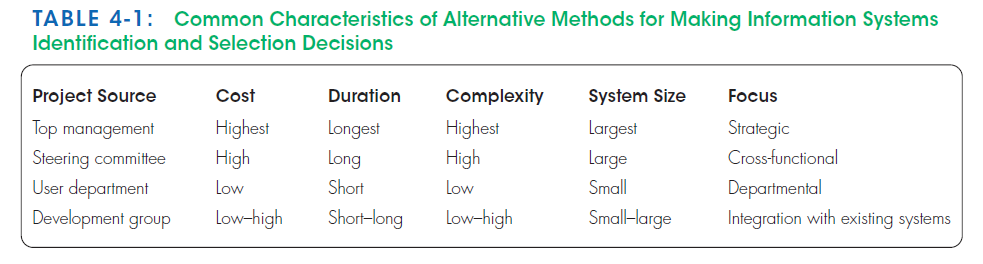 TABLE 4-1: Common Characteristics of Alternative Methods for Making Information Systems
Identification and Selection Decisions
Project Source Cost Duration Complexity System Size Focus
Top management Highest Longest Highest Largest Strategic
Steering committee High Long High Large Cross-functional
User department Low Short Low Small Departmental
Development group Low–high Short–long Low–high Small–large Integration with existing systems